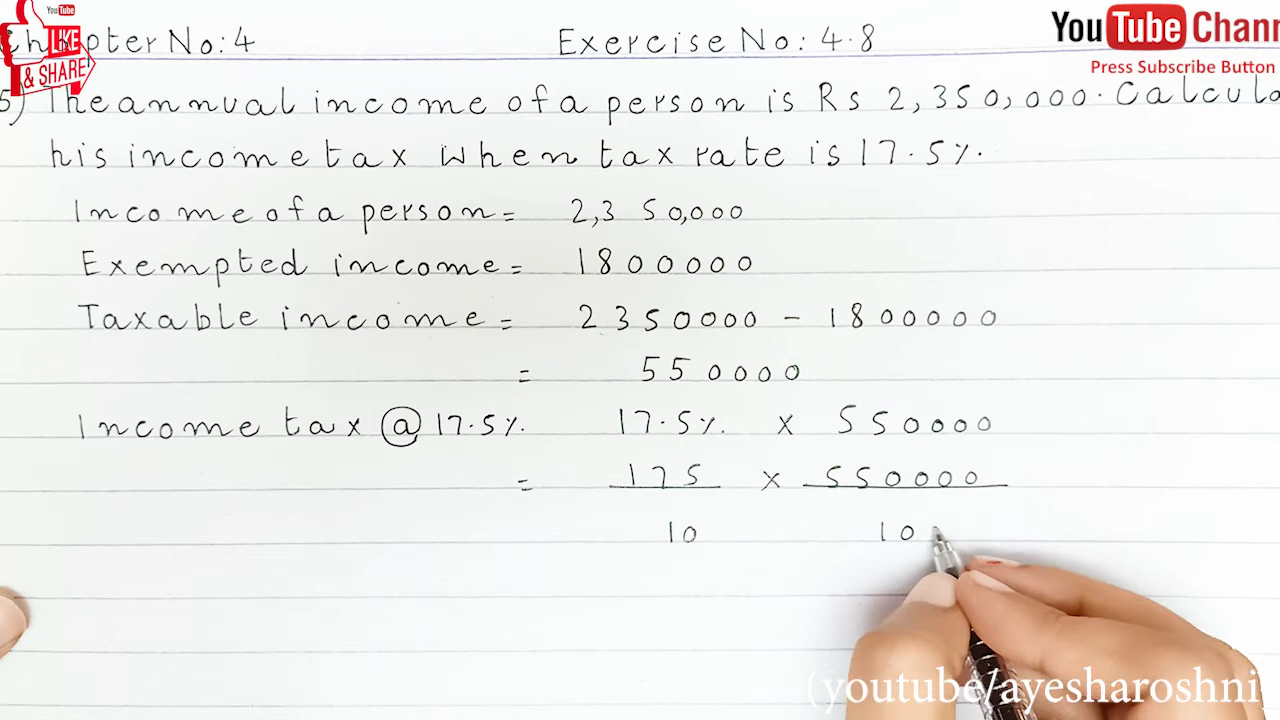 YouTube
LIKE
& SHARE
Chapter No:4 Exercise No: 4.8
YouTube Chann
Press Subscribe Button
5) The annual income of a person is Rs 2,350,000. Calcula
his income tax when tax rate is 17.5%.
Income of a person = 2,350,000
Exempted income = 1800000
Taxable income = 2350000 - 1800000
= 550000
Income tax @ 17.5% 17.5% x 550000
= 175 x 550000
10 10
(youtube/ayesharoshni)